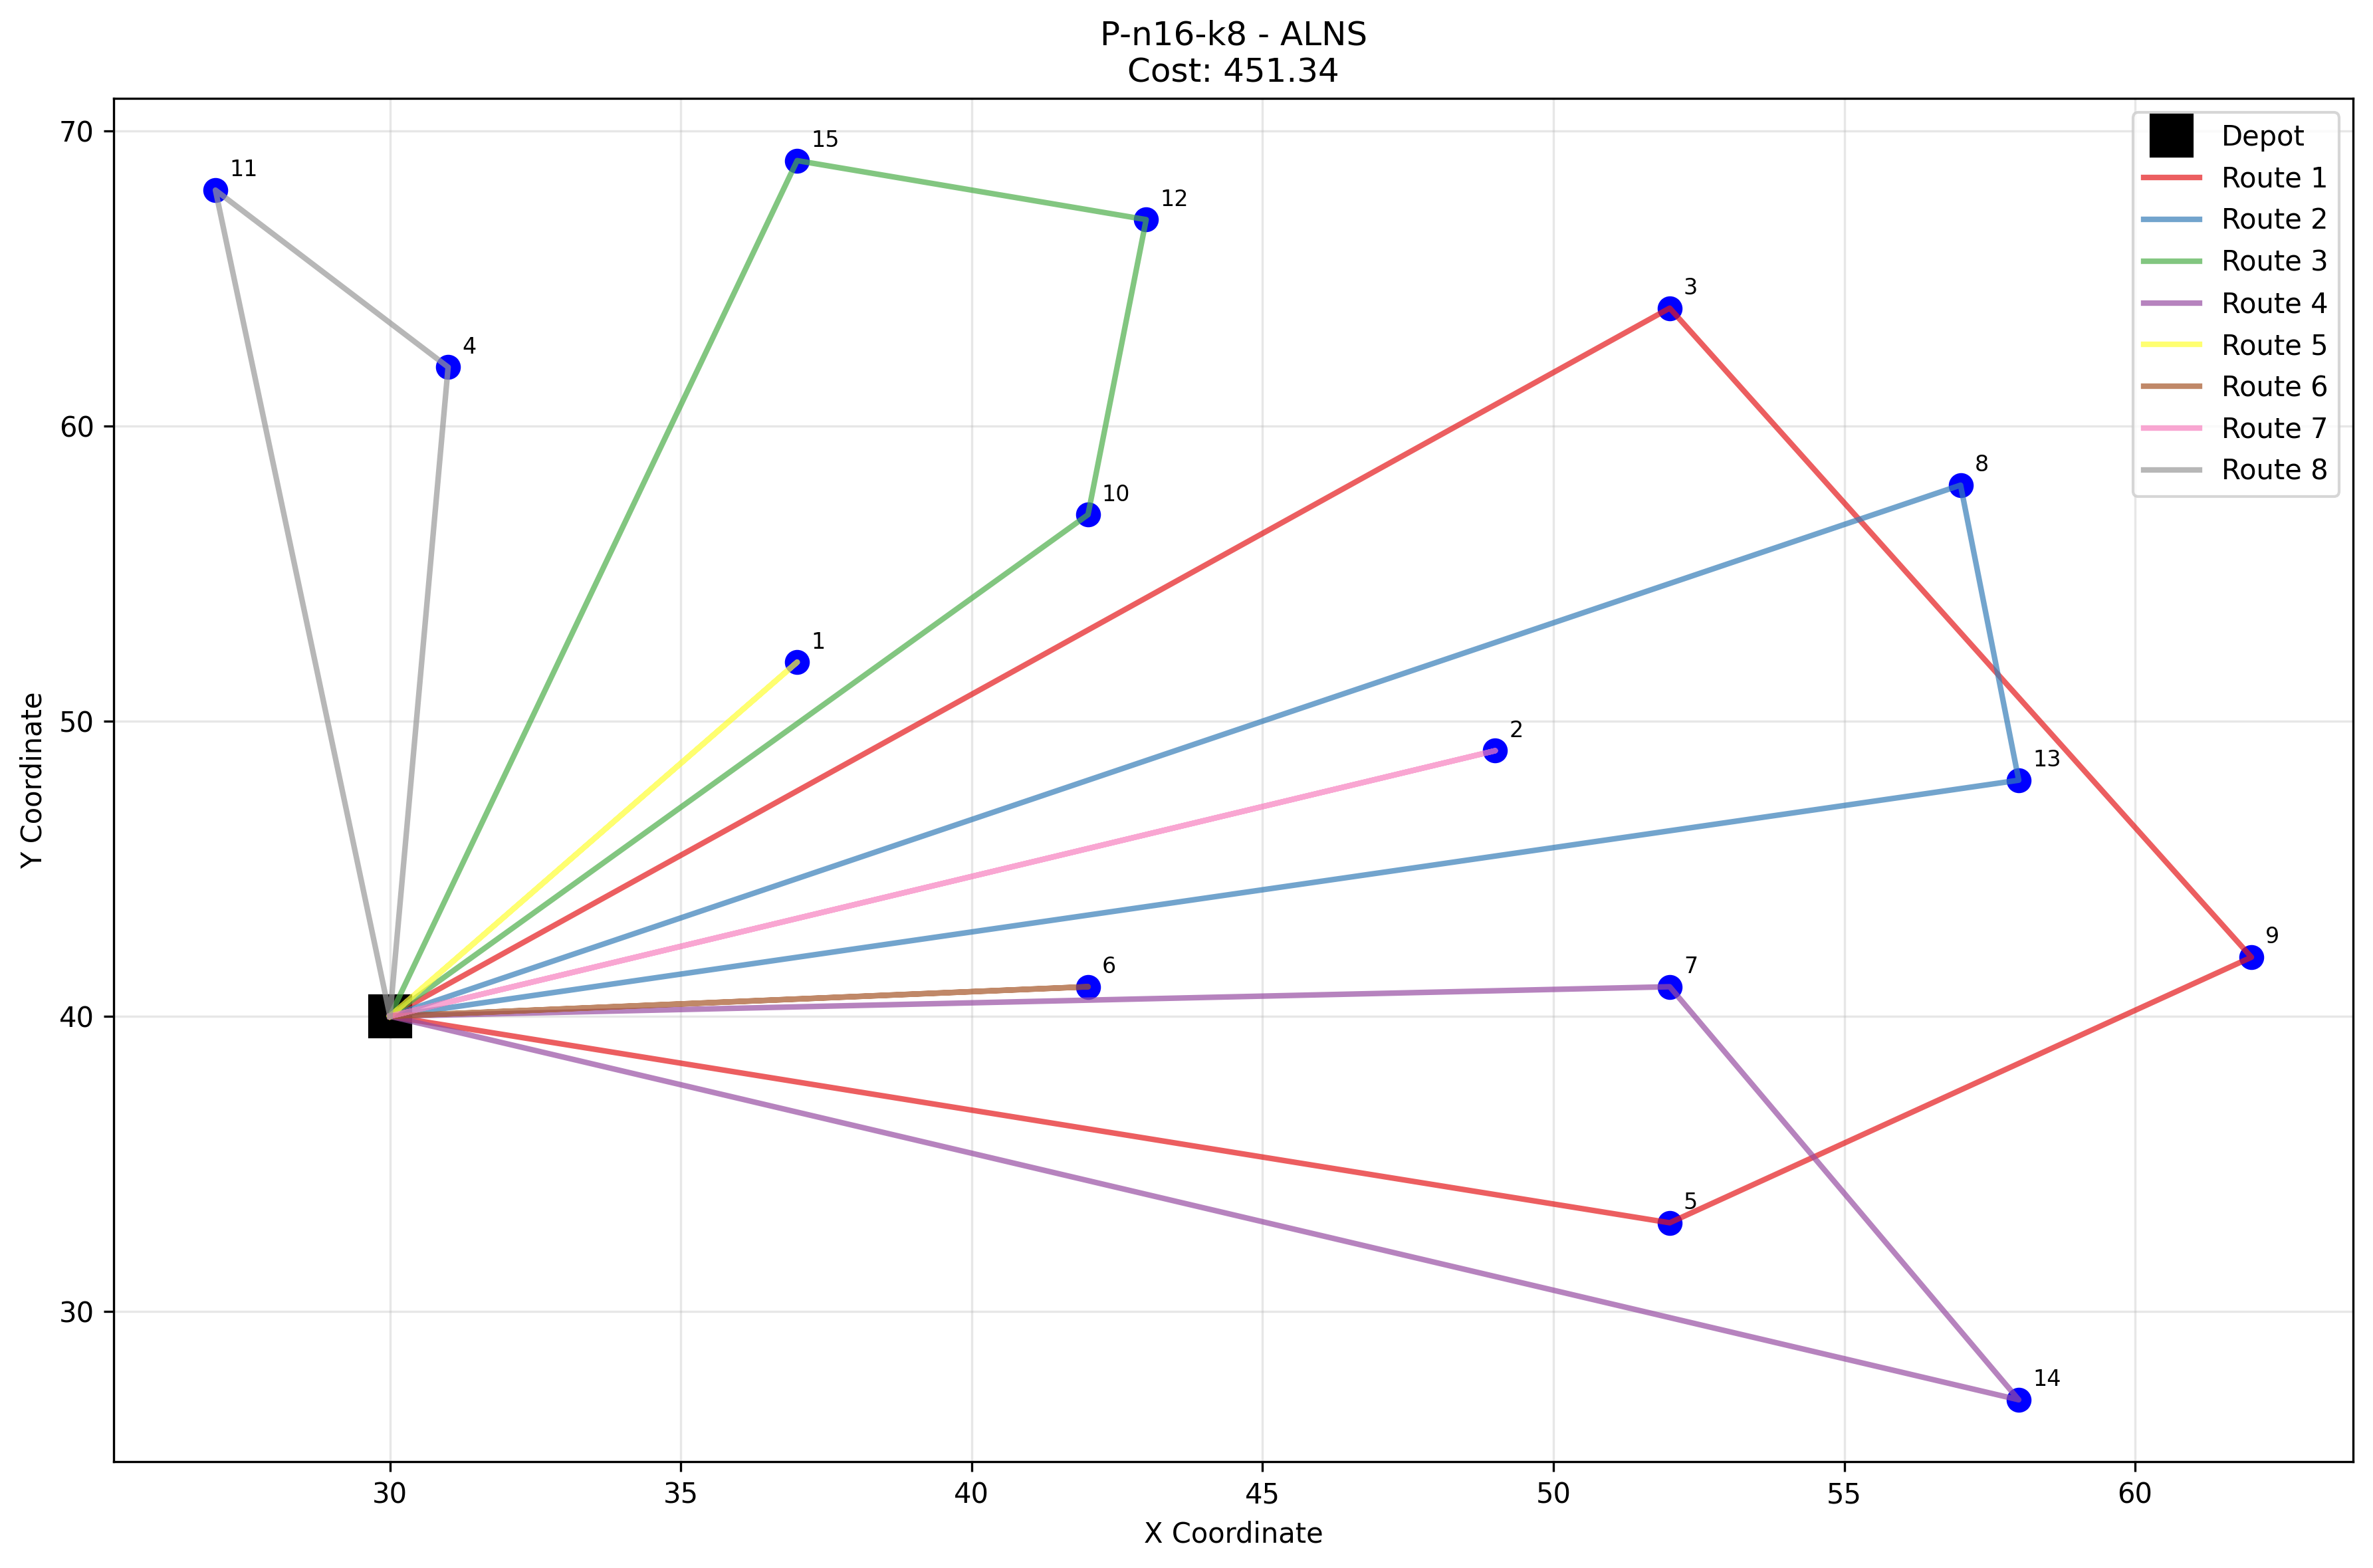 P-n16-k8 - ALNS
Cost: 451.34
Depot
Route 1
Route 2
Route 3
Route 4
Route 5
Route 6
Route 7
Route 8
70
60
50
40
30
Y Coordinate
11
15
12
4
3
8
10
1
2
13
9
6
7
5
14
30
35
40
45
50
55
60
X Coordinate